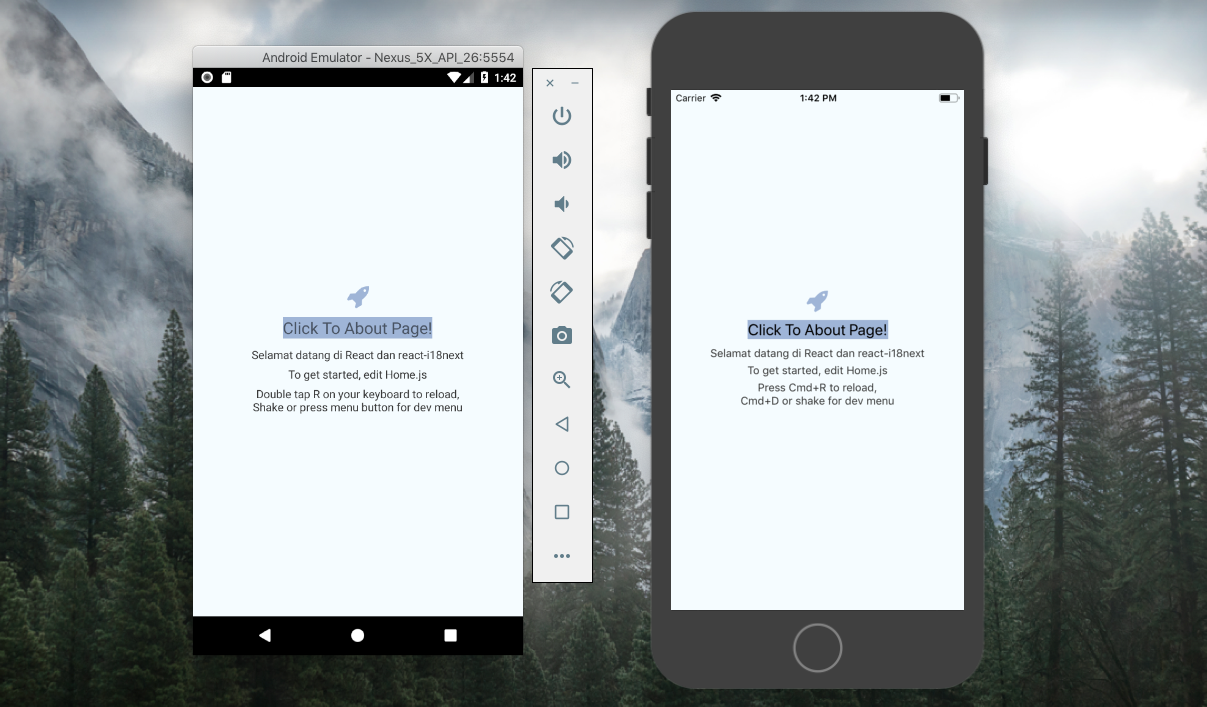 Android Emulator - Nexus_5X_API_26:5554
1:42
Click To About Page!
Selamat datang di React dan react-i18next
To get started, edit Home.js
Double tap R on your keyboard to reload,
Shake or press menu button for dev menu
Carrier
1:42 PM
Click To About Page!
Selamat datang di React dan react-i18next
To get started, edit Home.js
Press Cmd+R to reload,
Cmd+D or shake for dev menu